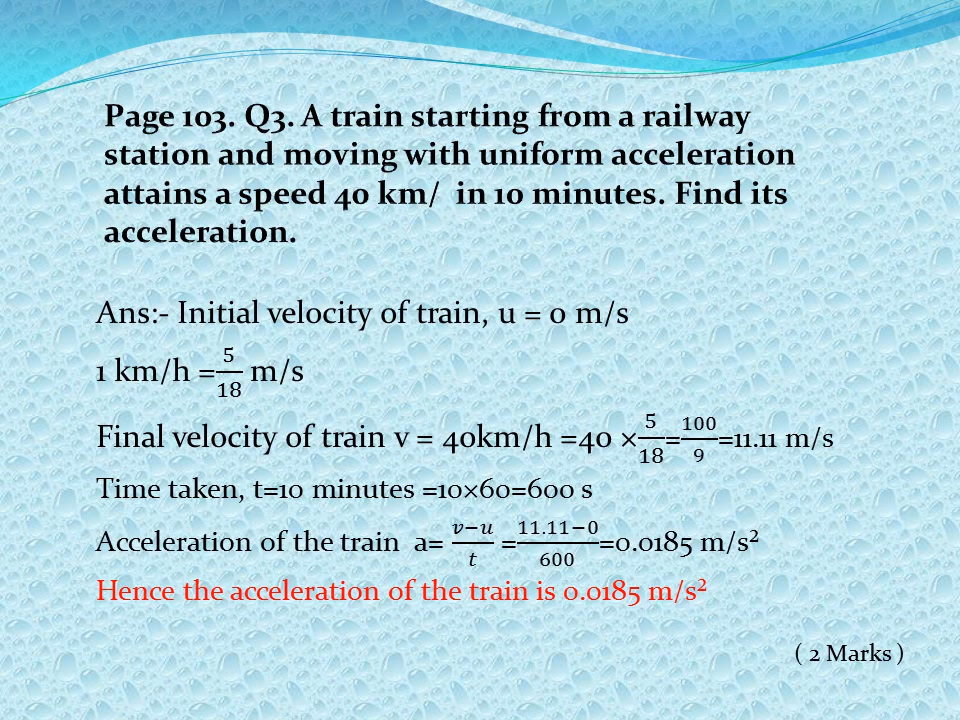 Page 103. Q3. A train starting from a railway
station and moving with uniform acceleration
attains a speed 40 km/  in 10 minutes. Find its
acceleration.
Ans:- Initial velocity of train, u = 0 m/s
1 km/h =5/18 m/s
Final velocity of train v = 40km/h =40 ×5/18=100/9=11.11 m/s
Time taken, t=10 minutes =10×60=600 s
Acceleration of the train  a= v−u/t =11.11−0/600=0.0185 m/s²
Hence the acceleration of the train is 0.0185 m/s²
( 2 Marks )